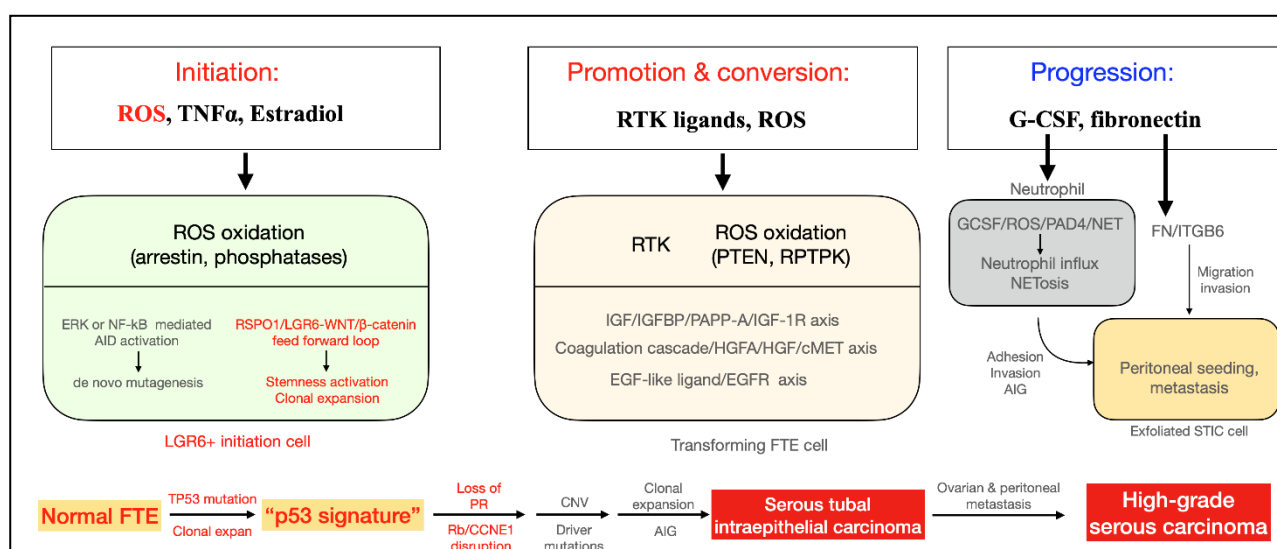 Initiation:
ROS, TNFα, Estradiol
ROS oxidation
(arrestin, phosphatases)
ERK or NF-kB mediated
AID activation
de novo mutagenesis
RSPO1/LGR6-WNT/β-catenin
feed forward loop
Stemness activation
Clonal expansion
LGR6+ initiation cell
Promotion & conversion:
RTK ligands, ROS
RTK
ROS oxidation
(PTEN, RPTPK)
IGF/IGFBP/PAPP-A/IGF-1R axis
Coagulation cascade/HGFA/HGF/cMET axis
EGF-like ligand/EGFR axis
Transforming FTE cell
Progression:
G-CSF, fibronectin
Neutrophil
GCSF/ROS/PAD4/NET
Neutrophil influx
NETosis
FN/ITGB6
Migration
invasion
Adhesion
Invasion
AIG
Peritoneal seeding,
metastasis
Exfoliated STIC cell
Normal FTE
TP53 mutation
Clonal expan
“p53 signature”
Loss of
PR
Rb/CCNE1
disruption
CNV
Driver
mutations
Clonal
expansion
AIG
Serous tubal
intraepithelial carcinoma
Ovarian & peritoneal
metastasis
High-grade
serous carcinoma